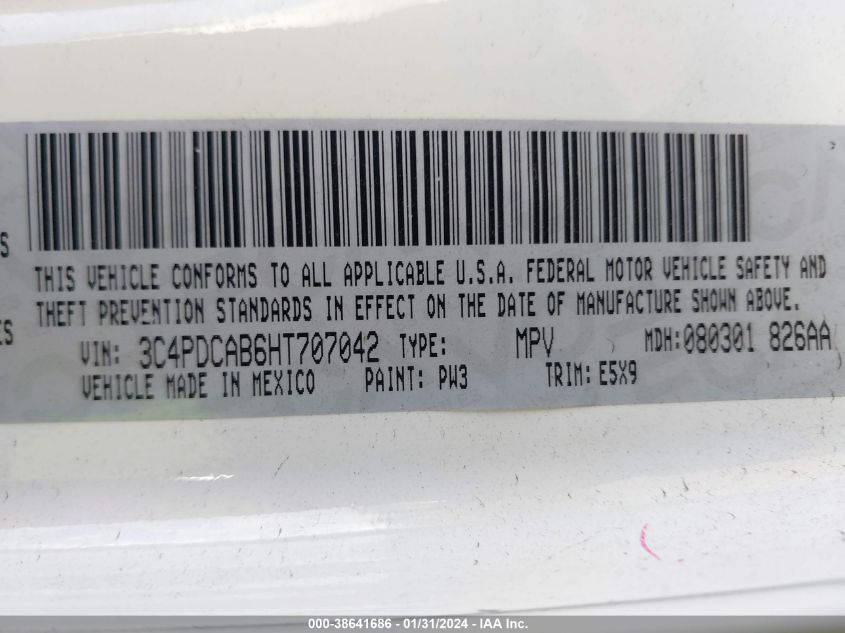 S
THIS VEHICLE CONFORMS TO ALL APPLICABLE U.S.A. FEDERAL MOTOR VEHICLE SAFETY AND
THEFT PREVENTION STANDARDS IN EFFECT ON THE DATE OF MANUFACTURE SHOWN ABOVE.
ES
VIN: 3C4PDCAB6HT707042 TYPE: MPV MDH:080301 826AA
VEHICLE MADE IN MEXICO PAINT: PW3 TRIM: E5X9
000-38641686 - 01/31/2024 - IAA Inc.